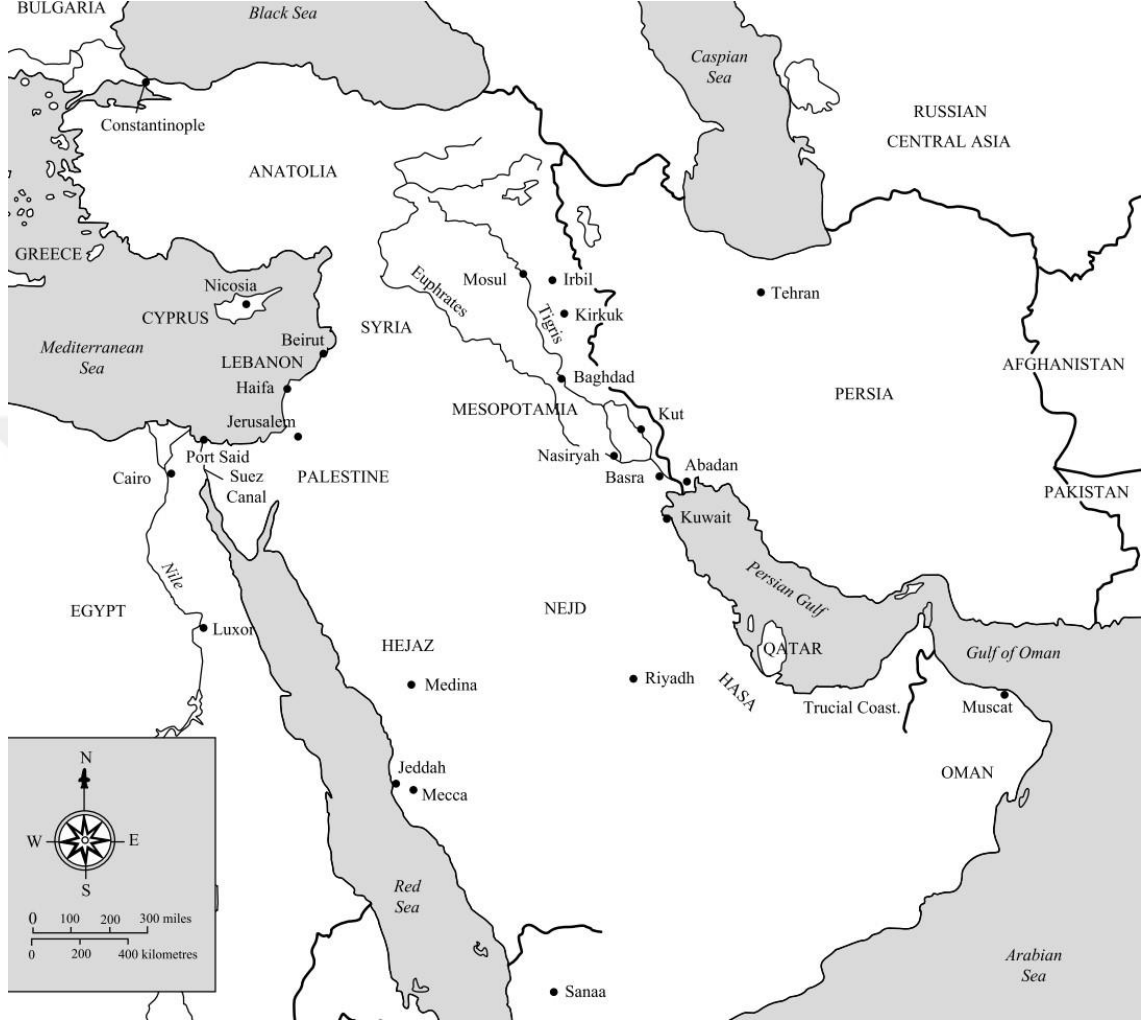 BULGARIA
Black Sea
Caspian
Sea
RUSSIAN
CENTRAL ASIA
Constantinople
ANATOLIA
GREECE
Nicosia
CYPRUS
Mediterranean
Sea
Beirut
LEBANON
Haifa
Jerusalem
SYRIA
Euphrates
Mosul
Irbil
Kirkuk
Tigris
Tehran
Baghdad
MESOPOTAMIA
Kut
PERSIA
AFGHANISTAN
Nasiryah
Basra
Abadan
Port Said
Cairo
Suez
Canal
PALESTINE
PAKISTAN
Kuwait
Nile
Persian Gulf
EGYPT
NEJD
Luxor
HEJAZ
QATAR
Gulf of Oman
Medina
Riyadh
HASA
Trucial Coast.
Muscat
OMAN
Jeddah
Mecca
N
W E
S
0 100 200 300 miles
0 200 400 kilometres
Red
Sea
Arabian
Sea
Sanaa